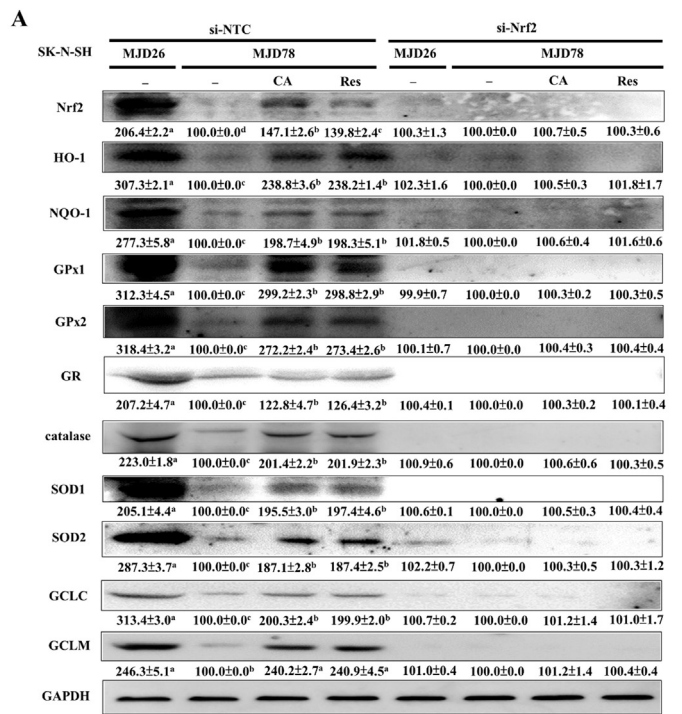 A
si-NTC si-Nrf2
SK-N-SH MJD26 MJD78 MJD26 MJD78
– – CA Res – – CA Res
Nrf2
206.4±2.2ᵃ 100.0±0.0ᵈ 147.1±2.6ᵇ 139.8±2.4ᶜ 100.3±1.3 100.0±0.0 100.7±0.5 100.3±0.6
HO-1
307.3±2.1ᵃ 100.0±0.0ᶜ 238.8±3.6ᵇ 238.2±1.4ᵇ 102.3±1.6 100.0±0.0 100.5±0.3 101.8±1.7
NQO-1
277.3±5.8ᵃ 100.0±0.0ᶜ 198.7±4.9ᵇ 198.3±5.1ᵇ 101.8±0.5 100.0±0.0 100.6±0.4 101.6±0.6
GPx1
312.3±4.5ᵃ 100.0±0.0ᶜ 299.2±2.3ᵇ 298.8±2.9ᵇ 99.9±0.7 100.0±0.0 100.3±0.2 100.3±0.5
GPx2
318.4±3.2ᵃ 100.0±0.0ᶜ 272.2±2.4ᵇ 273.4±2.6ᵇ 100.1±0.7 100.0±0.0 100.4±0.3 100.4±0.4
GR
207.2±4.7ᵃ 100.0±0.0ᶜ 122.8±4.7ᵇ 126.4±3.2ᵇ 100.4±0.1 100.0±0.0 100.3±0.2 100.1±0.4
catalase
223.0±1.8ᵃ 100.0±0.0ᶜ 201.4±2.2ᵇ 201.9±2.3ᵇ 100.9±0.6 100.0±0.0 100.6±0.6 100.3±0.5
SOD1
205.1±4.4ᵃ 100.0±0.0ᶜ 195.5±3.0ᵇ 197.4±4.6ᵇ 100.6±0.1 100.0±0.0 100.5±0.3 100.4±0.4
SOD2
287.3±3.7ᵃ 100.0±0.0ᶜ 187.1±2.8ᵇ 187.4±2.5ᵇ 102.2±0.7 100.0±0.0 100.3±0.5 100.3±1.2
GCLC
313.4±3.0ᵃ 100.0±0.0ᶜ 200.3±2.4ᵇ 199.9±2.0ᵇ 100.7±0.2 100.0±0.0 101.2±1.4 101.0±1.7
GCLM
246.3±5.1ᵃ 100.0±0.0ᵇ 240.2±2.7ᵃ 240.9±4.5ᵃ 101.0±0.4 100.0±0.0 101.2±1.4 100.4±0.4
GAPDH